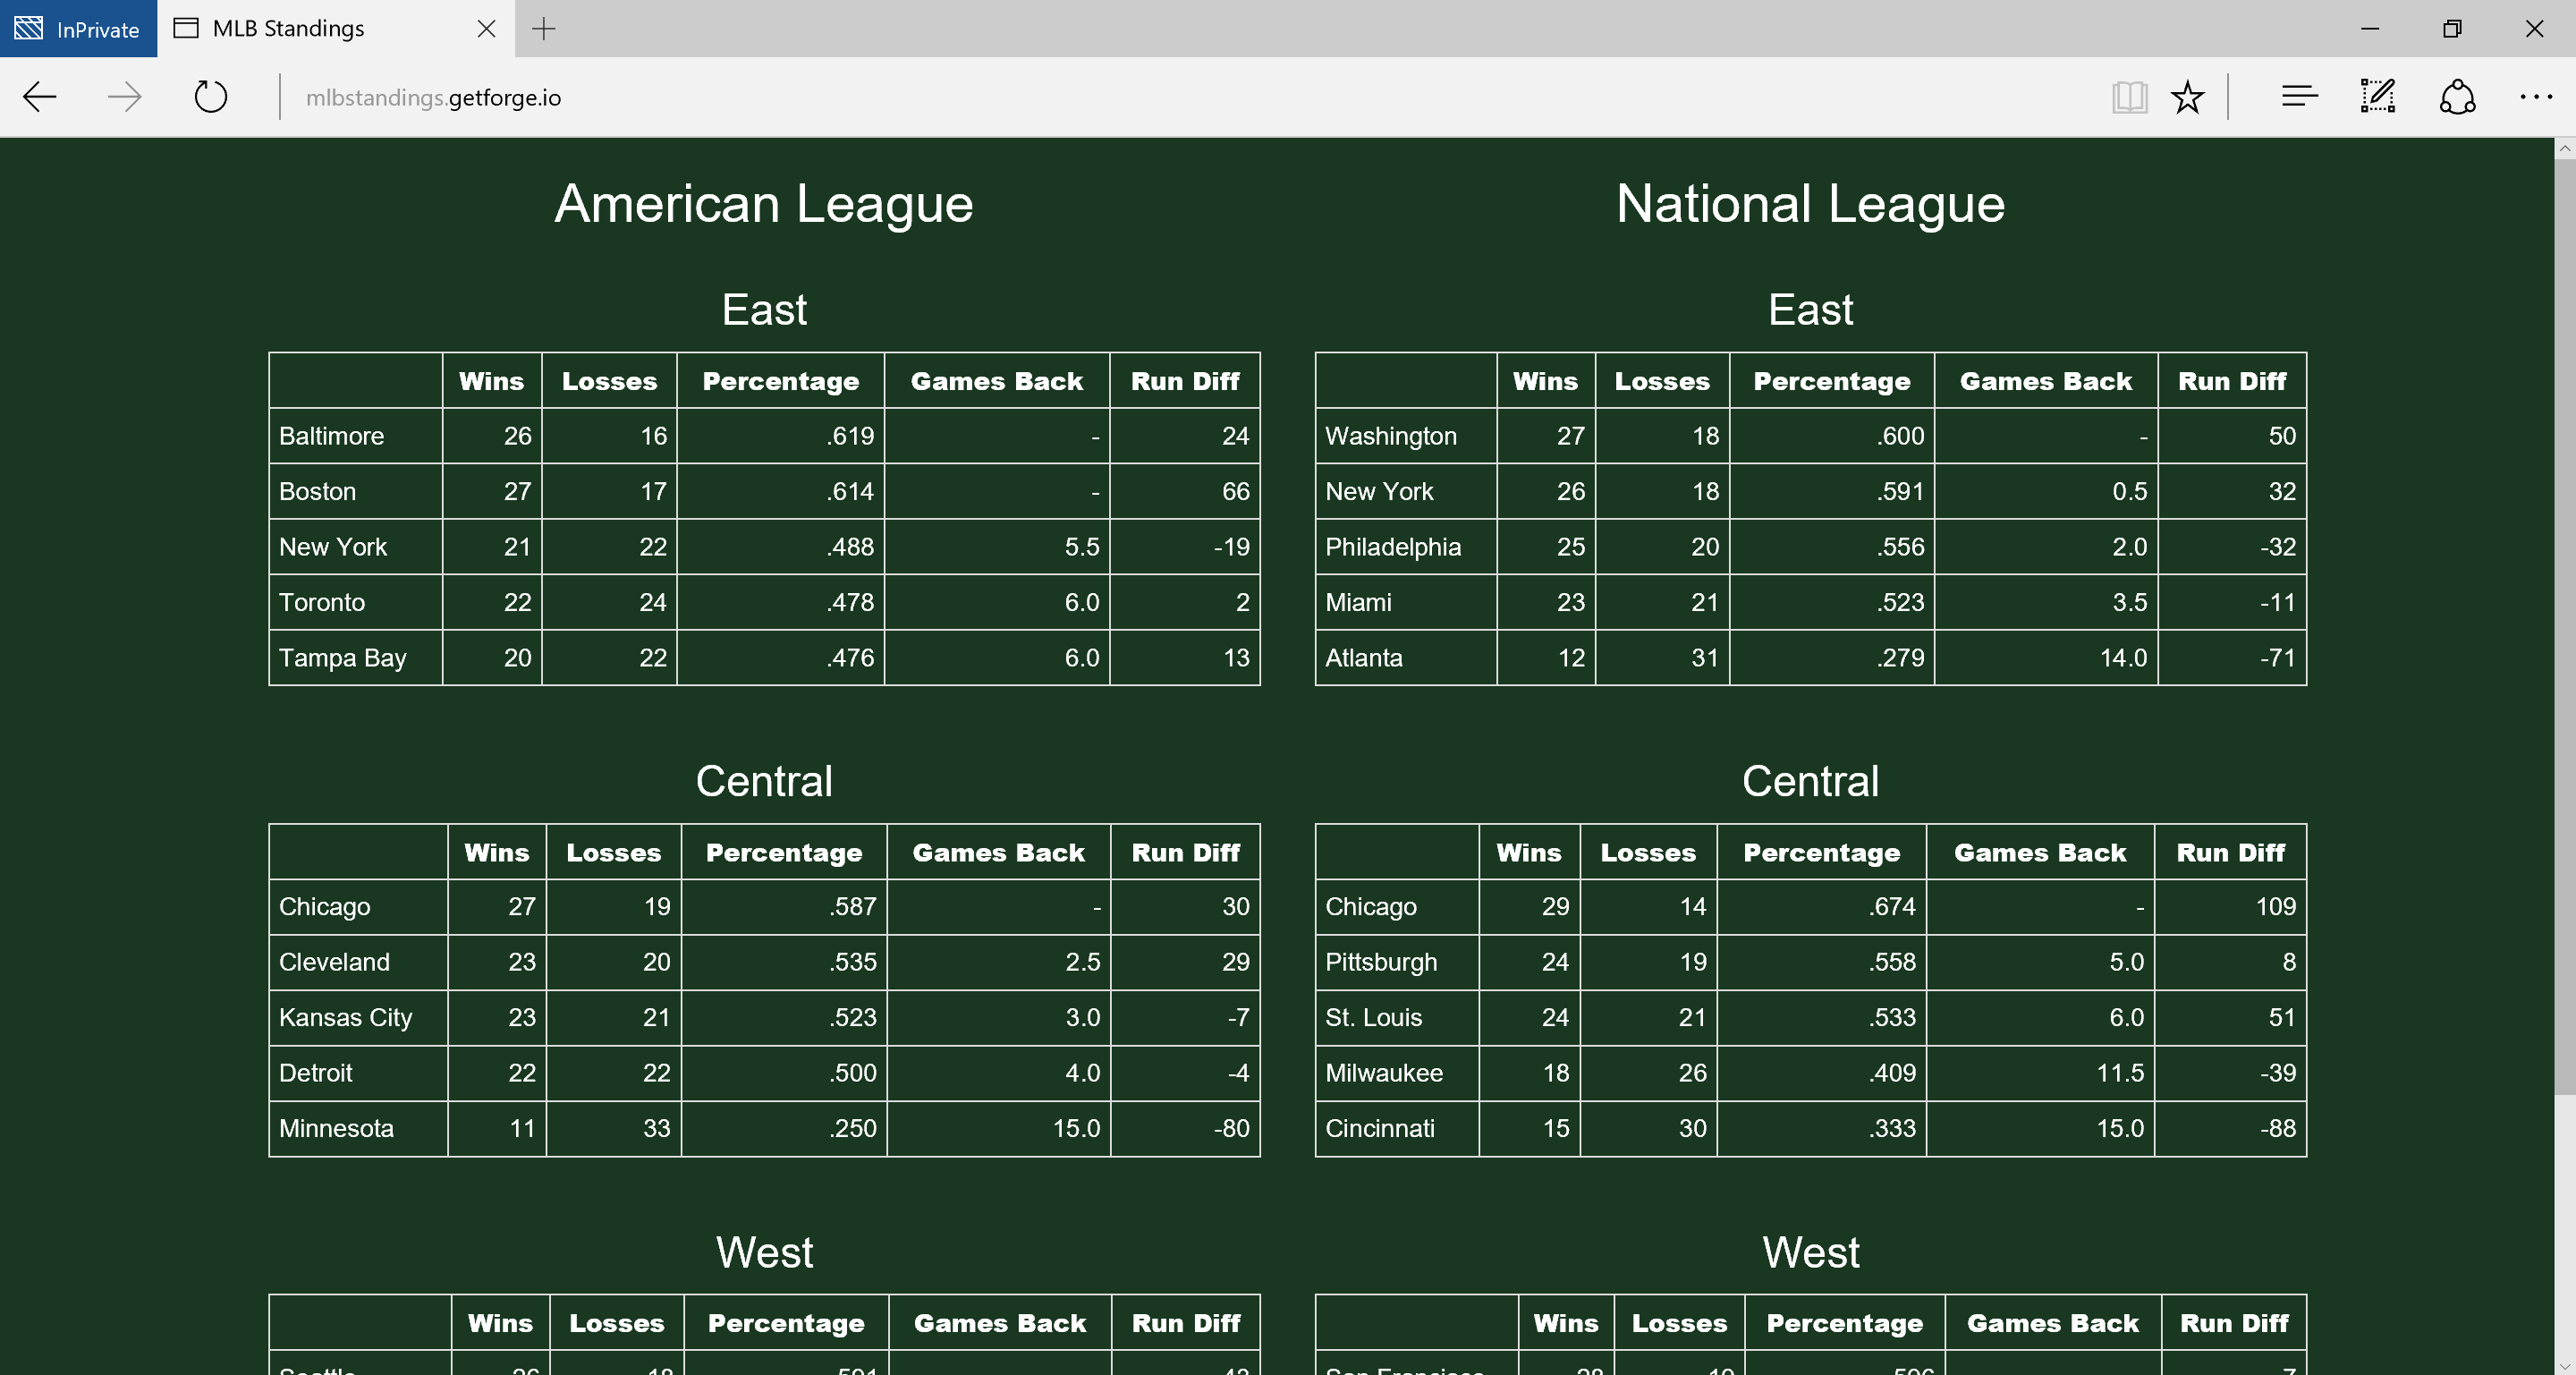 InPrivate MLB Standings
mlbstandings.getforge.io
American League
East
Wins Losses Percentage Games Back Run Diff
Baltimore 26 16 .619 - 24
Boston 27 17 .614 - 66
New York 21 22 .488 5.5 -19
Toronto 22 24 .478 6.0 2
Tampa Bay 20 22 .476 6.0 13
Central
Wins Losses Percentage Games Back Run Diff
Chicago 27 19 .587 - 30
Cleveland 23 20 .535 2.5 29
Kansas City 23 21 .523 3.0 -7
Detroit 22 22 .500 4.0 -4
Minnesota 11 33 .250 15.0 -80
West
Wins Losses Percentage Games Back Run Diff
National League
East
Wins Losses Percentage Games Back Run Diff
Washington 27 18 .600 - 50
New York 26 18 .591 0.5 32
Philadelphia 25 20 .556 2.0 -32
Miami 23 21 .523 3.5 -11
Atlanta 12 31 .279 14.0 -71
Central
Wins Losses Percentage Games Back Run Diff
Chicago 29 14 .674 - 109
Pittsburgh 24 19 .558 5.0 8
St. Louis 24 21 .533 6.0 51
Milwaukee 18 26 .409 11.5 -39
Cincinnati 15 30 .333 15.0 -88
West
Wins Losses Percentage Games Back Run Diff